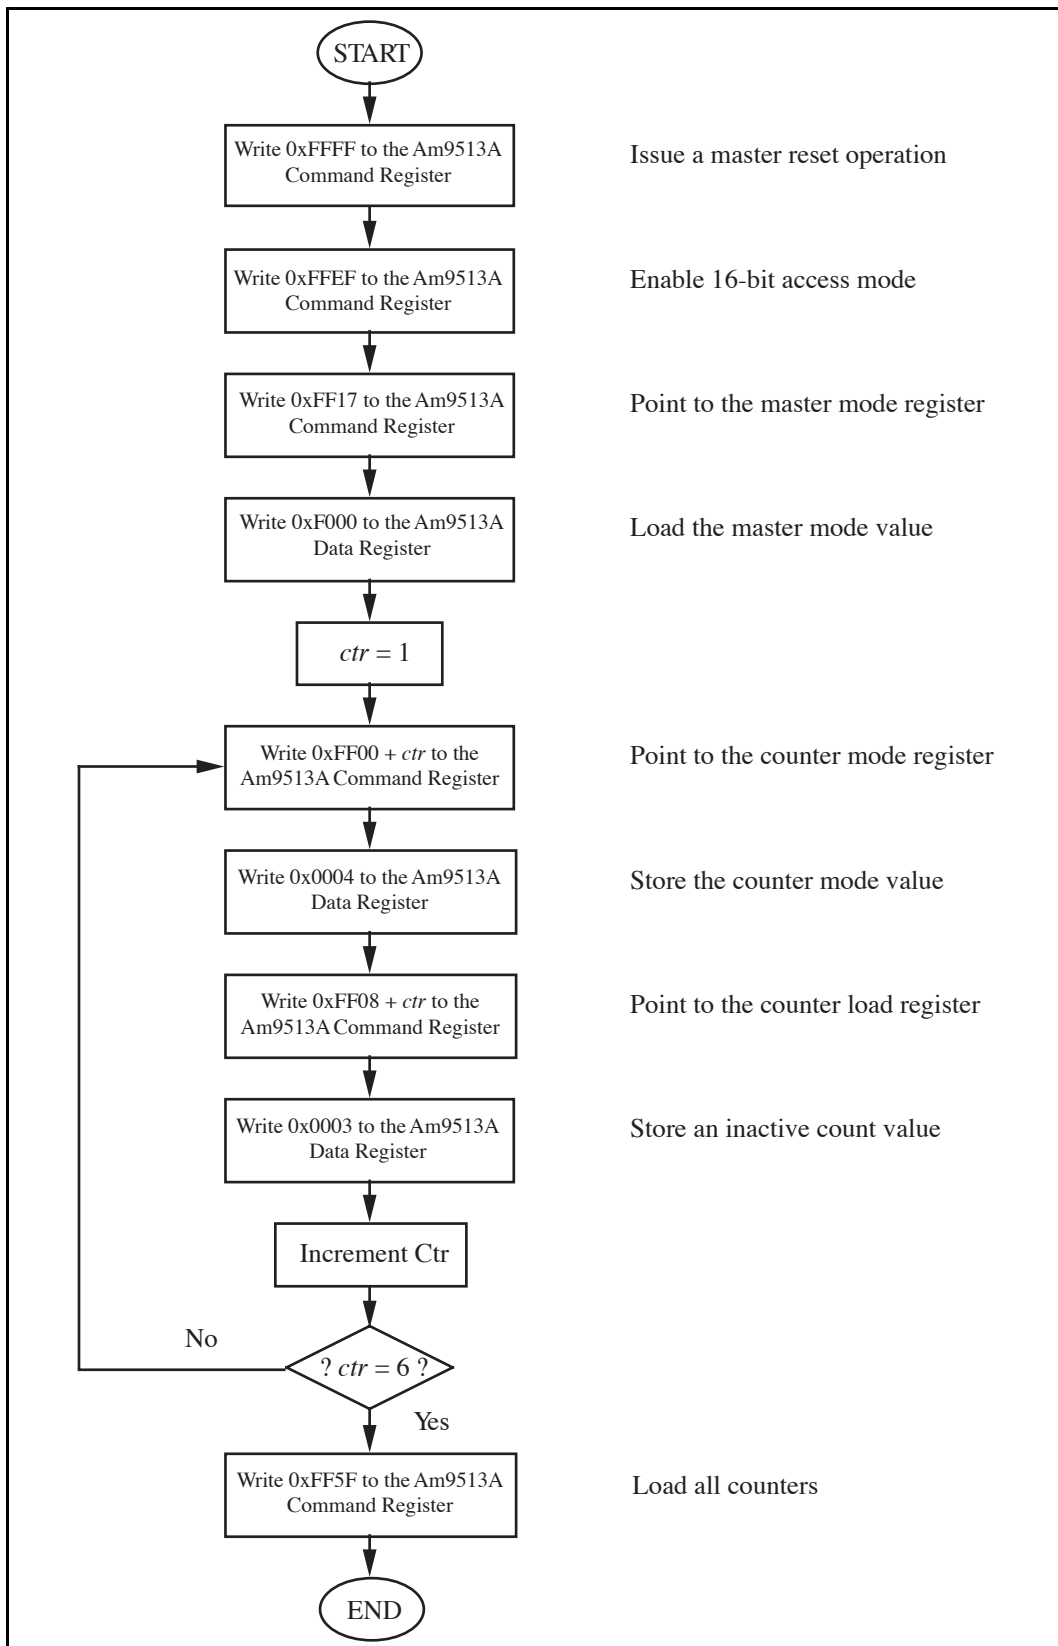 START
Write 0xFFFF to the Am9513A
Command Register
Issue a master reset operation
Write 0xFFEF to the Am9513A
Command Register
Enable 16-bit access mode
Write 0xFF17 to the Am9513A
Command Register
Point to the master mode register
Write 0xF000 to the Am9513A
Data Register
Load the master mode value
ctr = 1
Write 0xFF00 + ctr to the
Am9513A Command Register
Point to the counter mode register
Write 0x0004 to the Am9513A
Data Register
Store the counter mode value
Write 0xFF08 + ctr to the
Am9513A Command Register
Point to the counter load register
Write 0x0003 to the Am9513A
Data Register
Store an inactive count value
Increment Ctr
No
? ctr = 6 ?
Yes
Write 0xFF5F to the Am9513A
Command Register
Load all counters
END